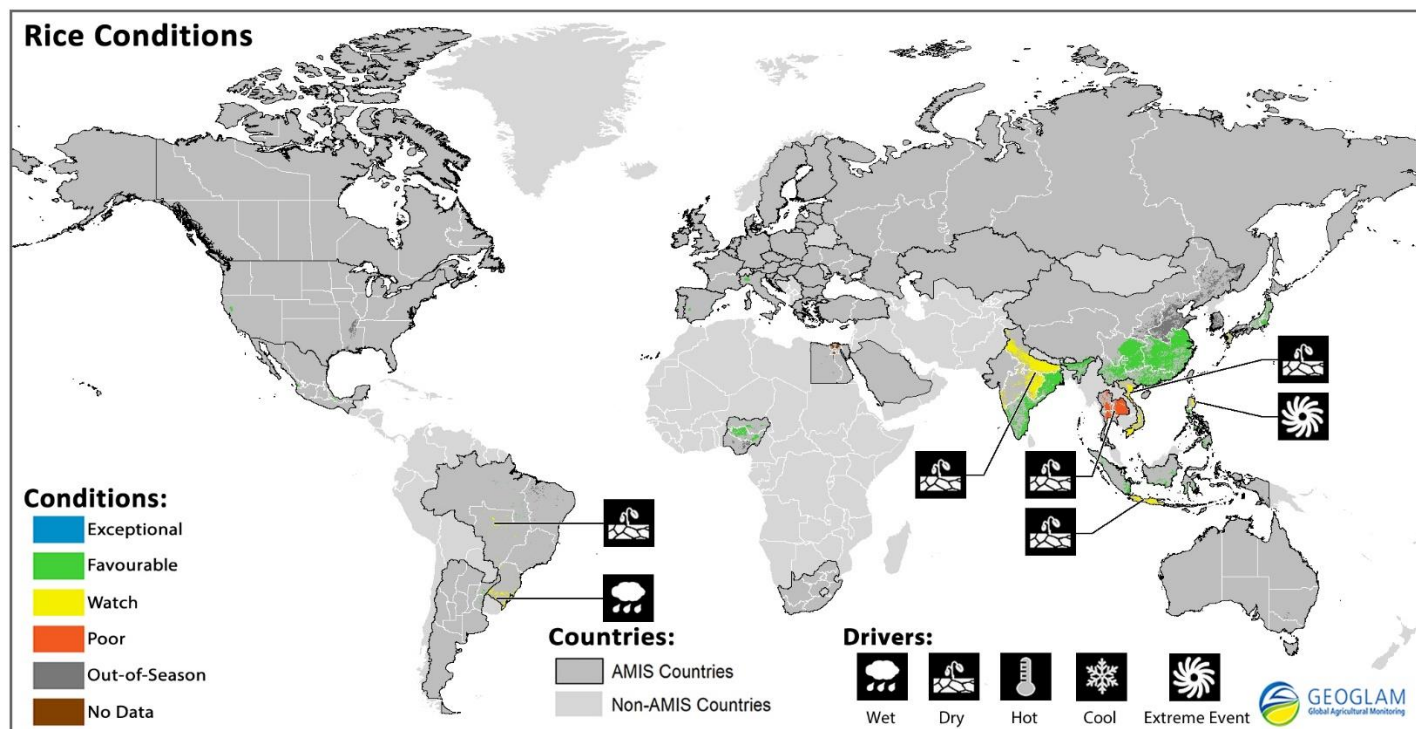 Rice Conditions
Conditions:
Exceptional
Favourable
Watch
Poor
Out-of-Season
No Data
Countries:
AMIS Countries
Non-AMIS Countries
Drivers:
Wet
Dry
Hot
Cool
Extreme Event
GEOGLAM
Global Agricultural Monitoring